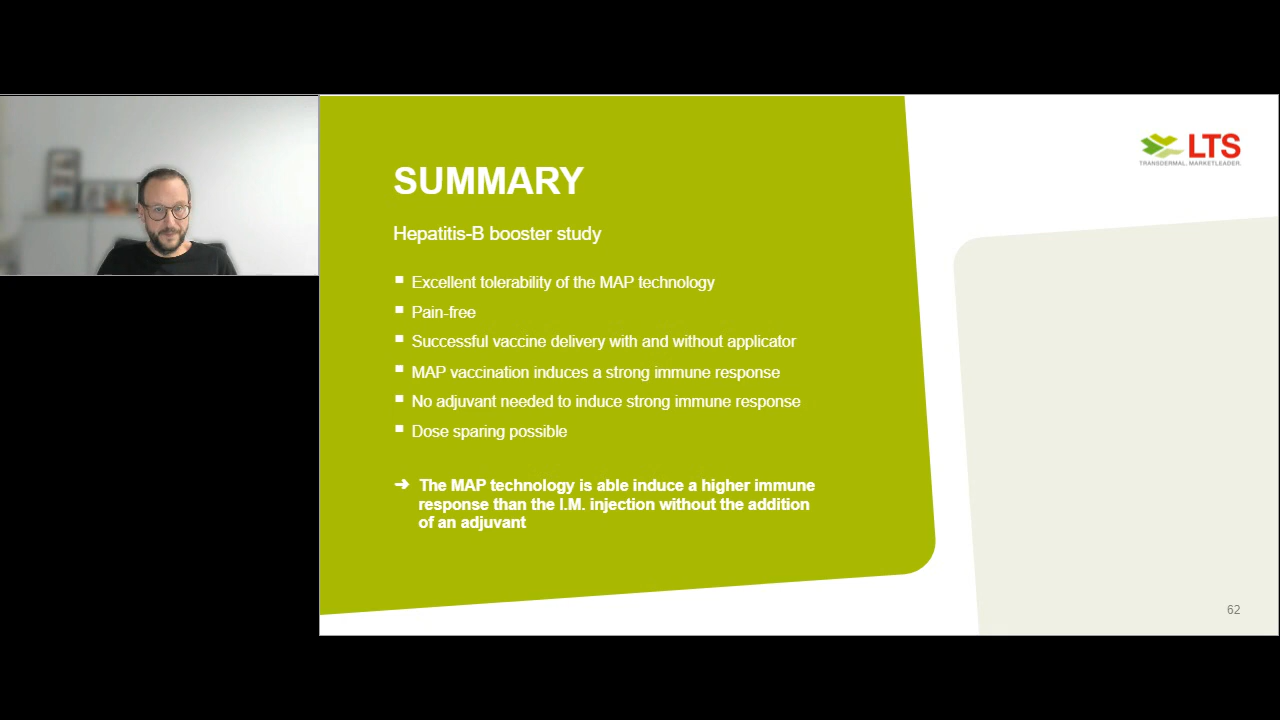 LTS
TRANSDERMAL. MARKETLEADER.
SUMMARY
Hepatitis-B booster study
Excellent tolerability of the MAP technology
Pain-free
Successful vaccine delivery with and without applicator
MAP vaccination induces a strong immune response
No adjuvant needed to induce strong immune response
Dose sparing possible
➔ The MAP technology is able induce a higher immune
response than the I.M. injection without the addition
of an adjuvant
62